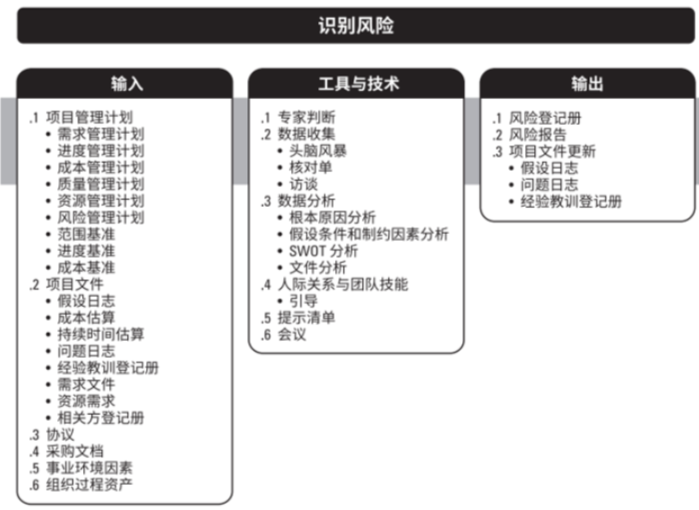 识别风险
输入
.1 项目管理计划
• 需求管理计划
• 进度管理计划
• 成本管理计划
• 质量管理计划
• 资源管理计划
• 风险管理计划
• 范围基准
• 进度基准
• 成本基准
.2 项目文件
• 假设日志
• 成本估算
• 持续时间估算
• 问题日志
• 经验教训登记册
• 需求文件
• 资源需求
• 相关方登记册
.3 协议
.4 采购文档
.5 事业环境因素
.6 组织过程资产
工具与技术
.1 专家判断
.2 数据收集
• 头脑风暴
• 核对单
• 访谈
.3 数据分析
• 根本原因分析
• 假设条件和制约因素分析
• SWOT 分析
• 文件分析
.4 人际关系与团队技能
• 引导
.5 提示清单
.6 会议
输出
.1 风险登记册
.2 风险报告
.3 项目文件更新
• 假设日志
• 问题日志
• 经验教训登记册